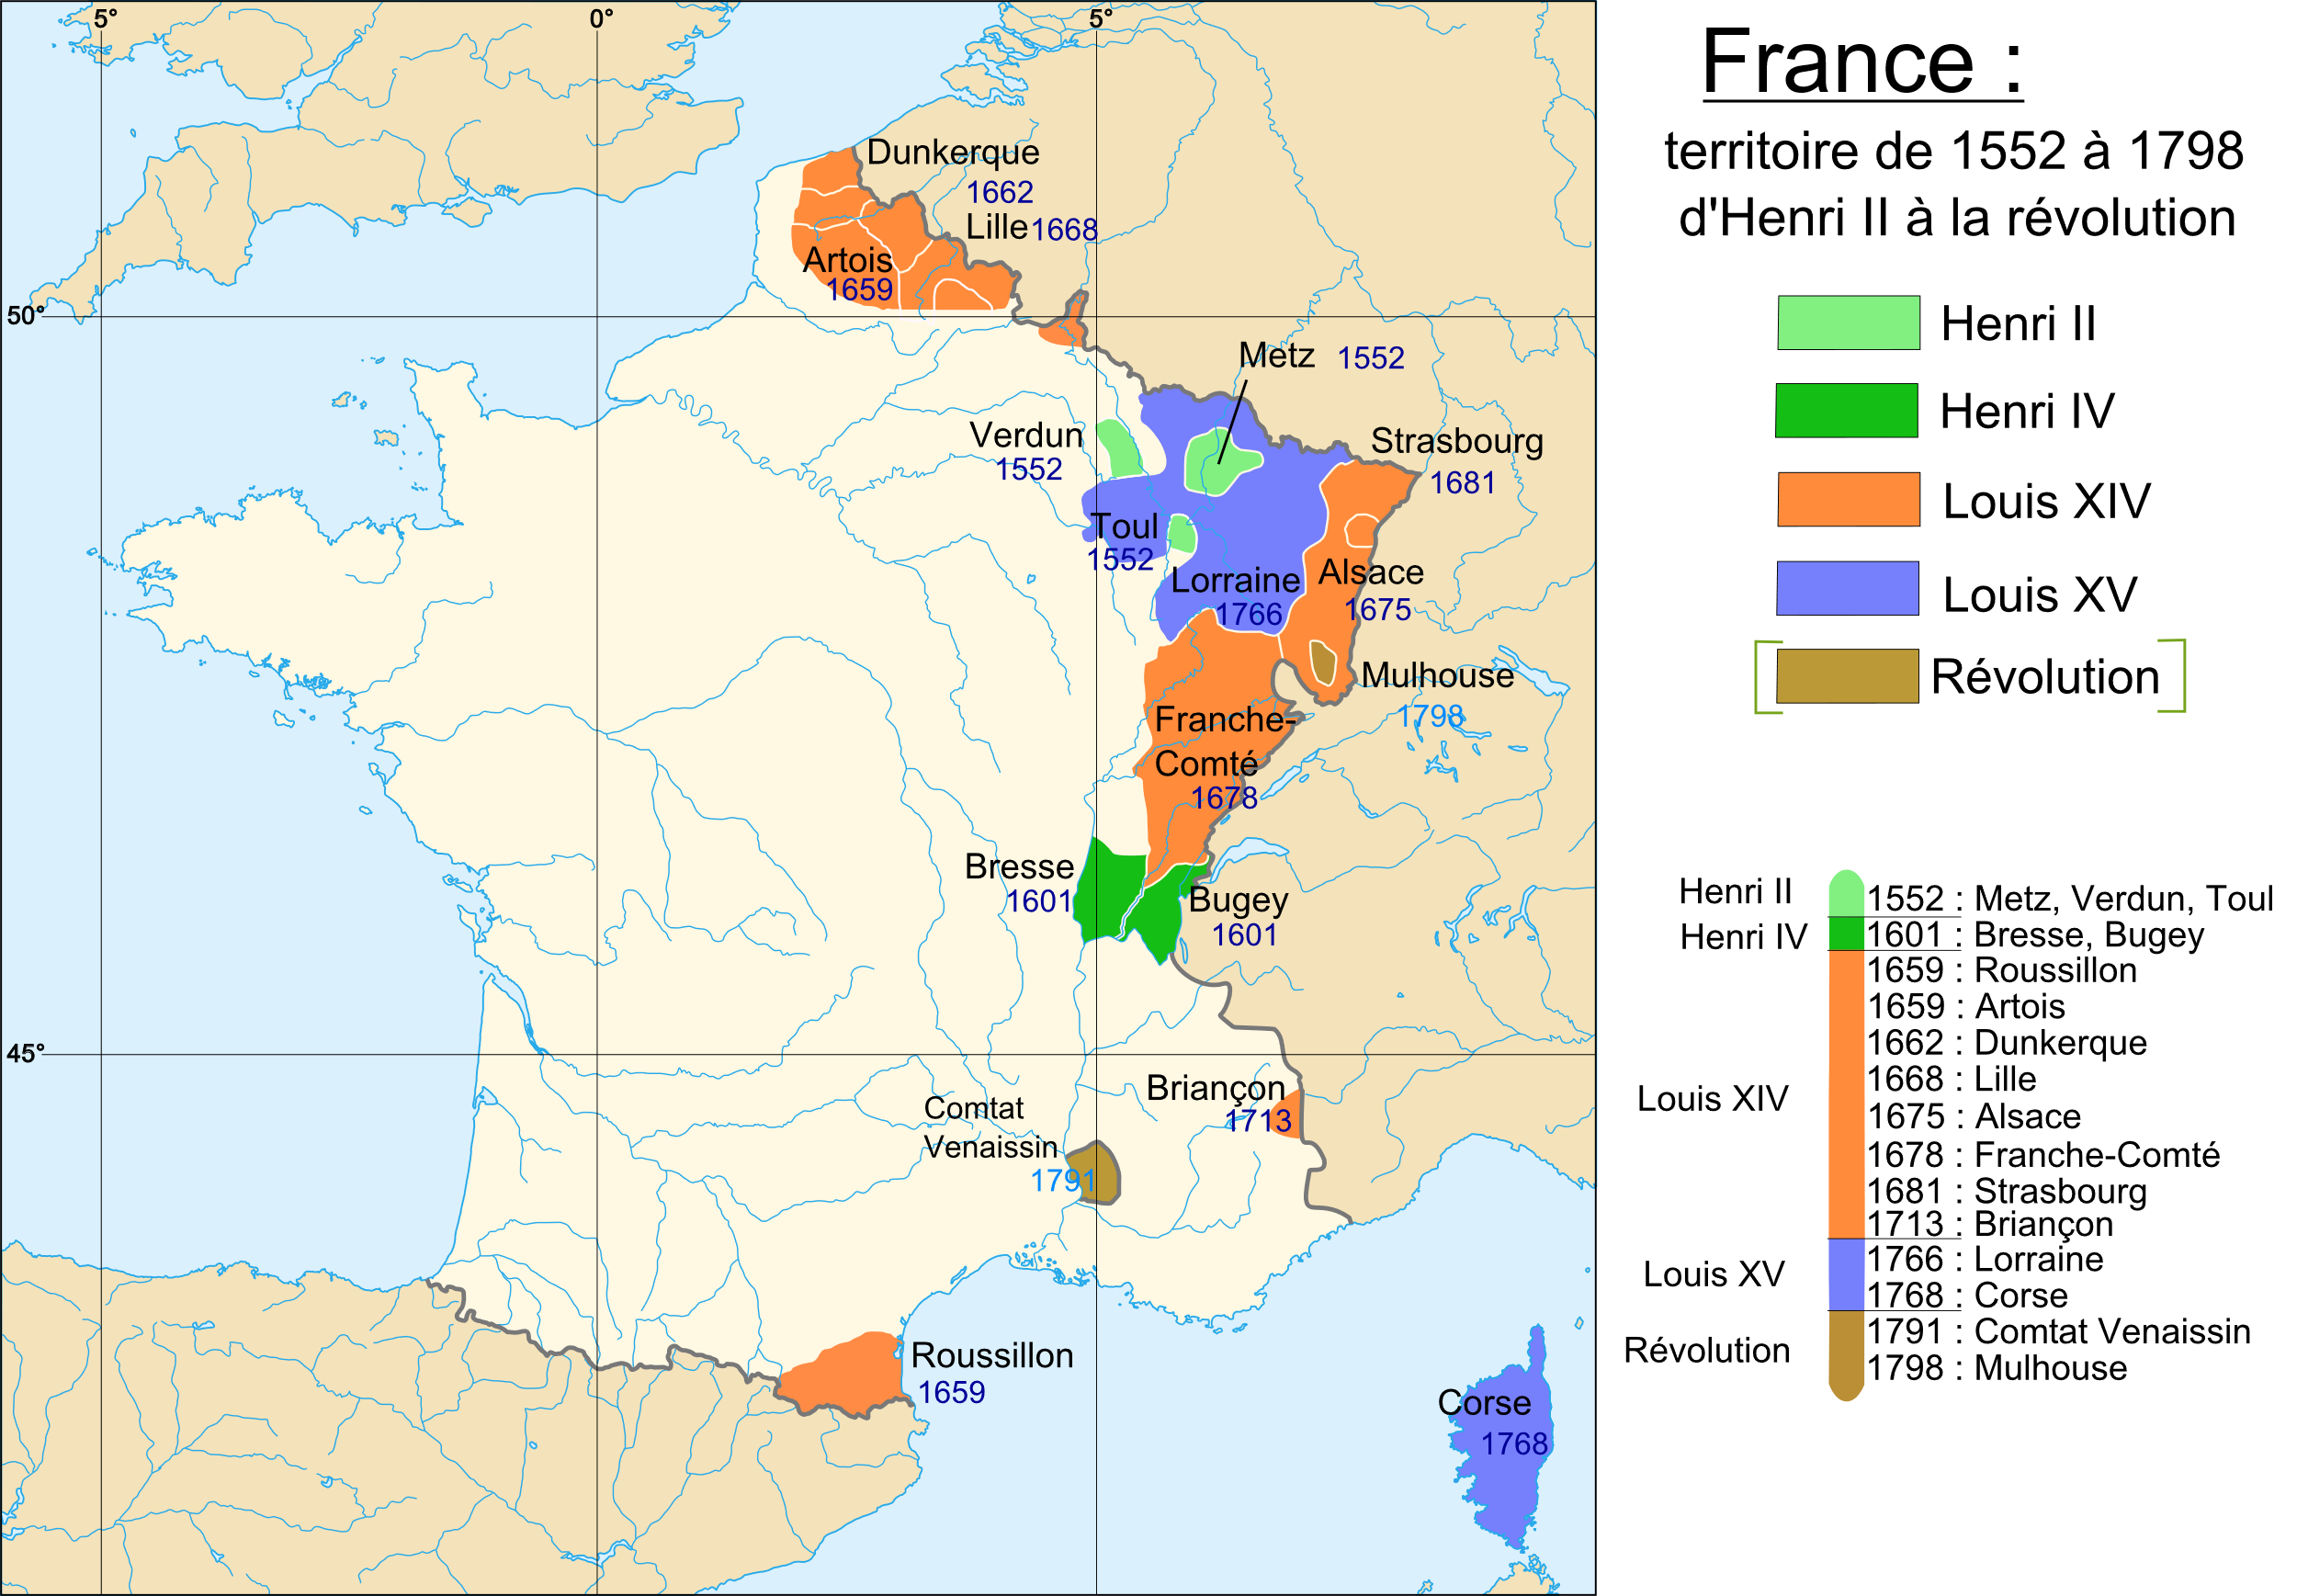 5°
0°
5°
50°
45°
Dunkerque
1662
Lille 1668
Artois
1659
Metz 1552
Verdun
1552
Strasbourg
1681
Toul
1552
Lorraine
1766
Alsace
1675
Mulhouse
1798
Franche-
Comté
1678
Bresse
1601
Bugey
1601
Briançon
1713
Comtat
Venaissin
1791
Roussillon
1659
Corse
1768
France :
territoire de 1552 à 1798
d'Henri II à la révolution
Henri II
Henri IV
Louis XIV
Louis XV
[Révolution]
Henri II
Henri IV
Louis XIV
Louis XV
Révolution
1552 : Metz, Verdun, Toul
1601 : Bresse, Bugey
1659 : Roussillon
1659 : Artois
1662 : Dunkerque
1668 : Lille
1675 : Alsace
1678 : Franche-Comté
1681 : Strasbourg
1713 : Briançon
1766 : Lorraine
1768 : Corse
1791 : Comtat Venaissin
1798 : Mulhouse